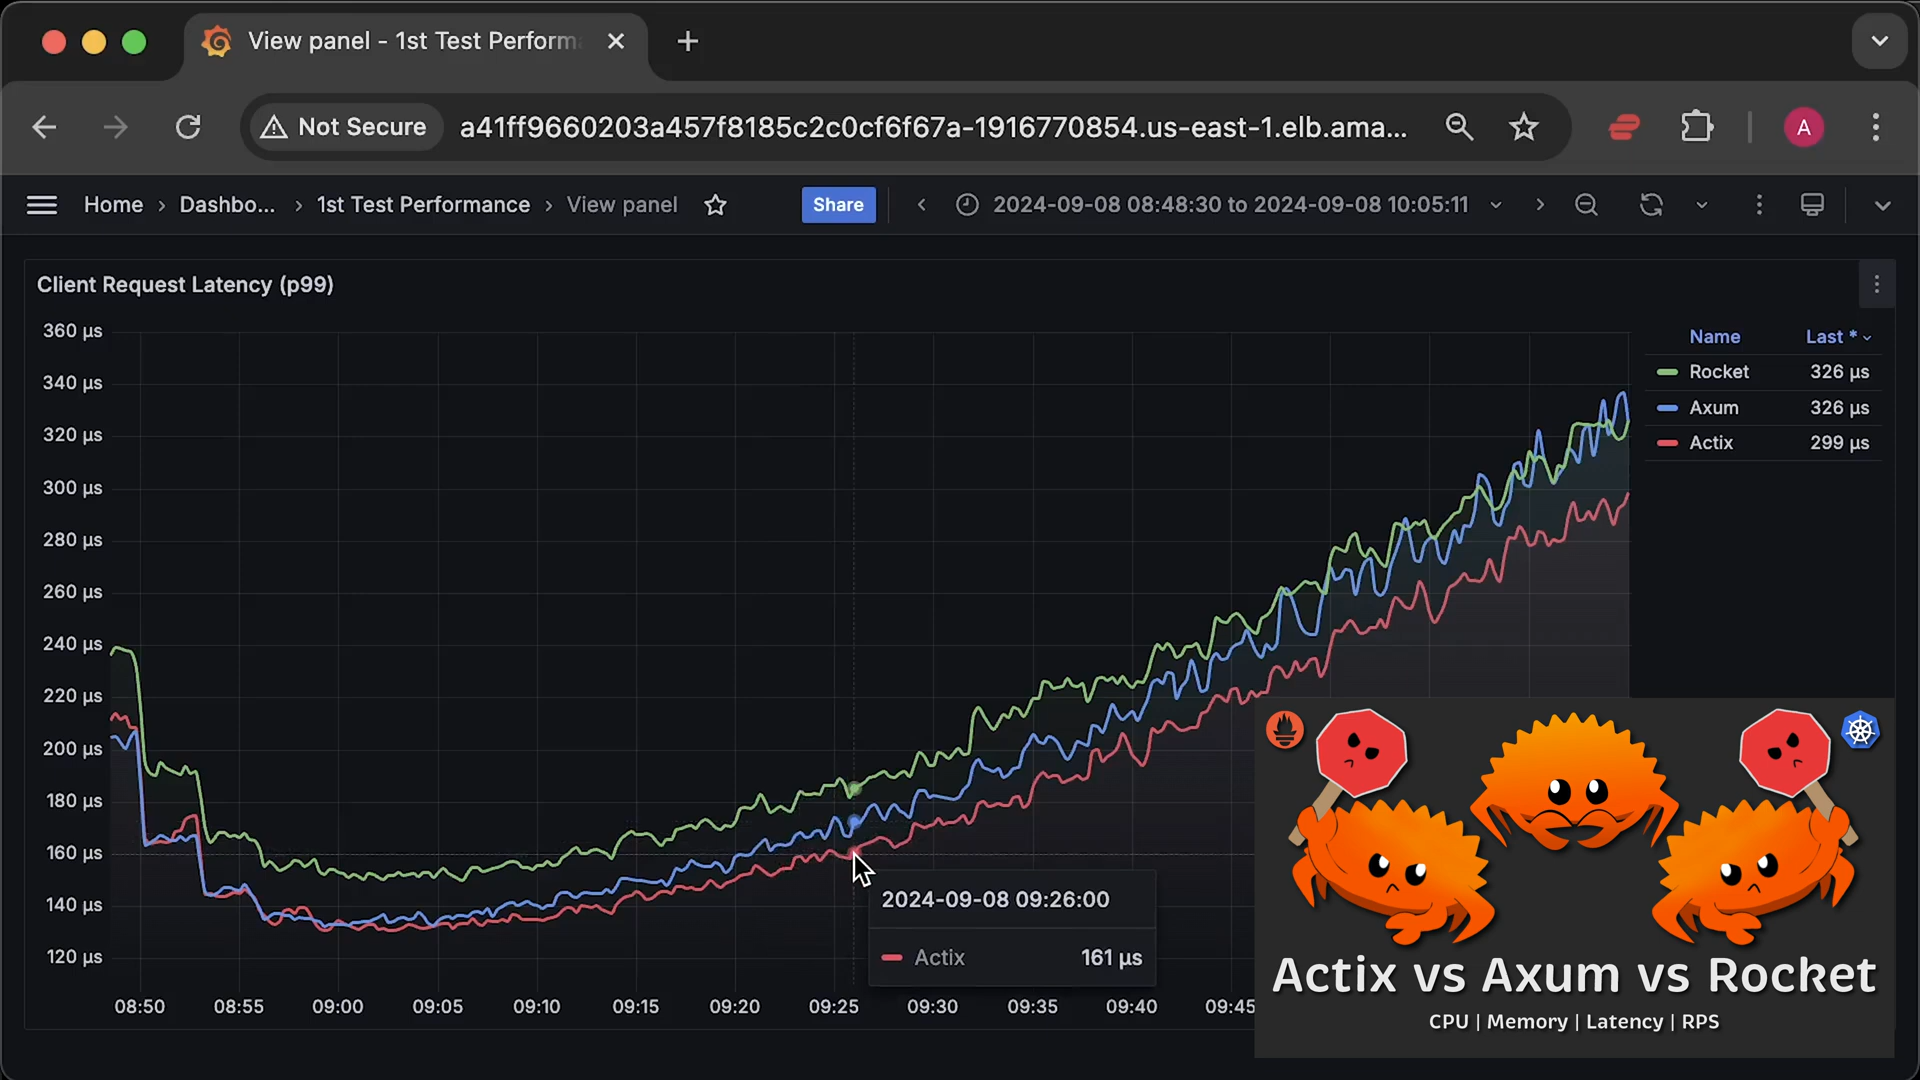 View panel - 1st Test Perform
Not Secure
a41ff9660203a457f8185c2c0cf6f67a-1916770854.us-east-1.elb.ama...
A
Home › Dashbo... › 1st Test Performance › View panel
Share
2024-09-08 08:48:30 to 2024-09-08 10:05:11
Client Request Latency (p99)
360 µs
340 µs
320 µs
300 µs
280 µs
260 µs
240 µs
220 µs
200 µs
180 µs
160 µs
140 µs
120 µs
08:50 08:55 09:00 09:05 09:10 09:15 09:20 09:25 09:30 09:35 09:40 09:45
Name Last *
Rocket 326 µs
Axum 326 µs
Actix 299 µs
2024-09-08 09:26:00
Actix 161 µs
Actix vs Axum vs Rocket
CPU | Memory | Latency | RPS